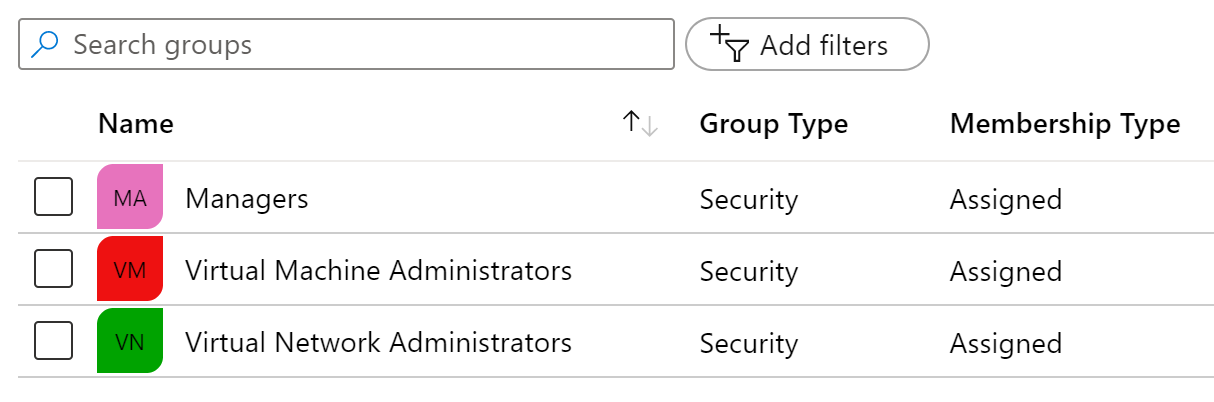 Search groups Add filters
Name Group Type Membership Type
MA Managers Security Assigned
VM Virtual Machine Administrators Security Assigned
VN Virtual Network Administrators Security Assigned